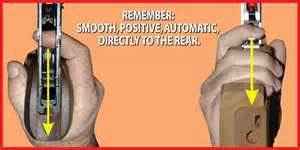 REMEMBER:
SMOOTH, POSITIVE, AUTOMATIC,
DIRECTLY TO THE REAR.